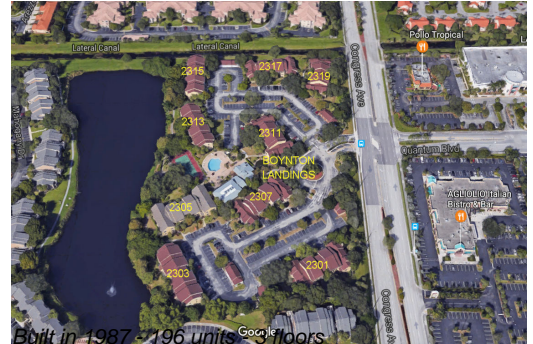 Lateral Canal
Lateral Canal
Pollo Tropical
2315
2317
2319
Congress Ave
2313
2311
Quantum Blvd
BOYNTON
LANDINGS
2307
AGLIOLIO Italian
Bistro & Bar
2305
2303
2301
Congress A
Google
Built in 1987 - 196 units - 3 floors